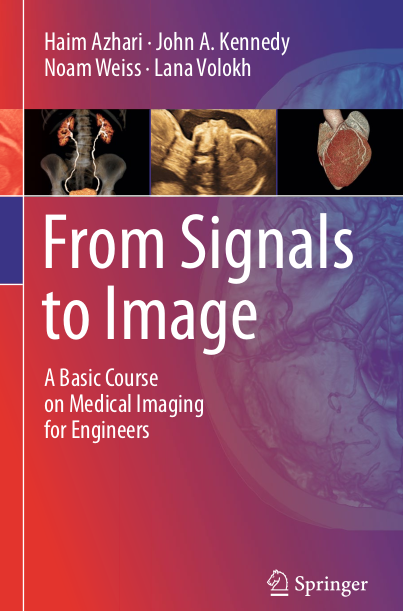 Haim Azhari · John A. Kennedy
Noam Weiss · Lana Volokh
From Signals
to Image
A Basic Course
on Medical Imaging
for Engineers
Springer